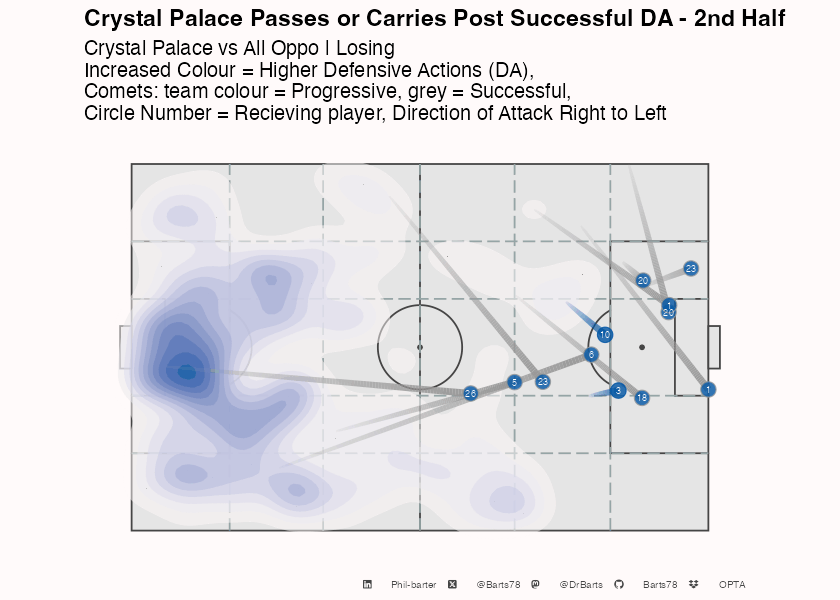 Crystal Palace Passes or Carries Post Successful DA - 2nd Half
Crystal Palace vs All Oppo | Losing
Increased Colour = Higher Defensive Actions (DA),
Comets: team colour = Progressive, grey = Successful,
Circle Number = Recieving player, Direction of Attack Right to Left
23
20
1
20
10
6
5
23
26
3
18
1
Phil-barter @Barts78 @DrBarts Barts78 OPTA